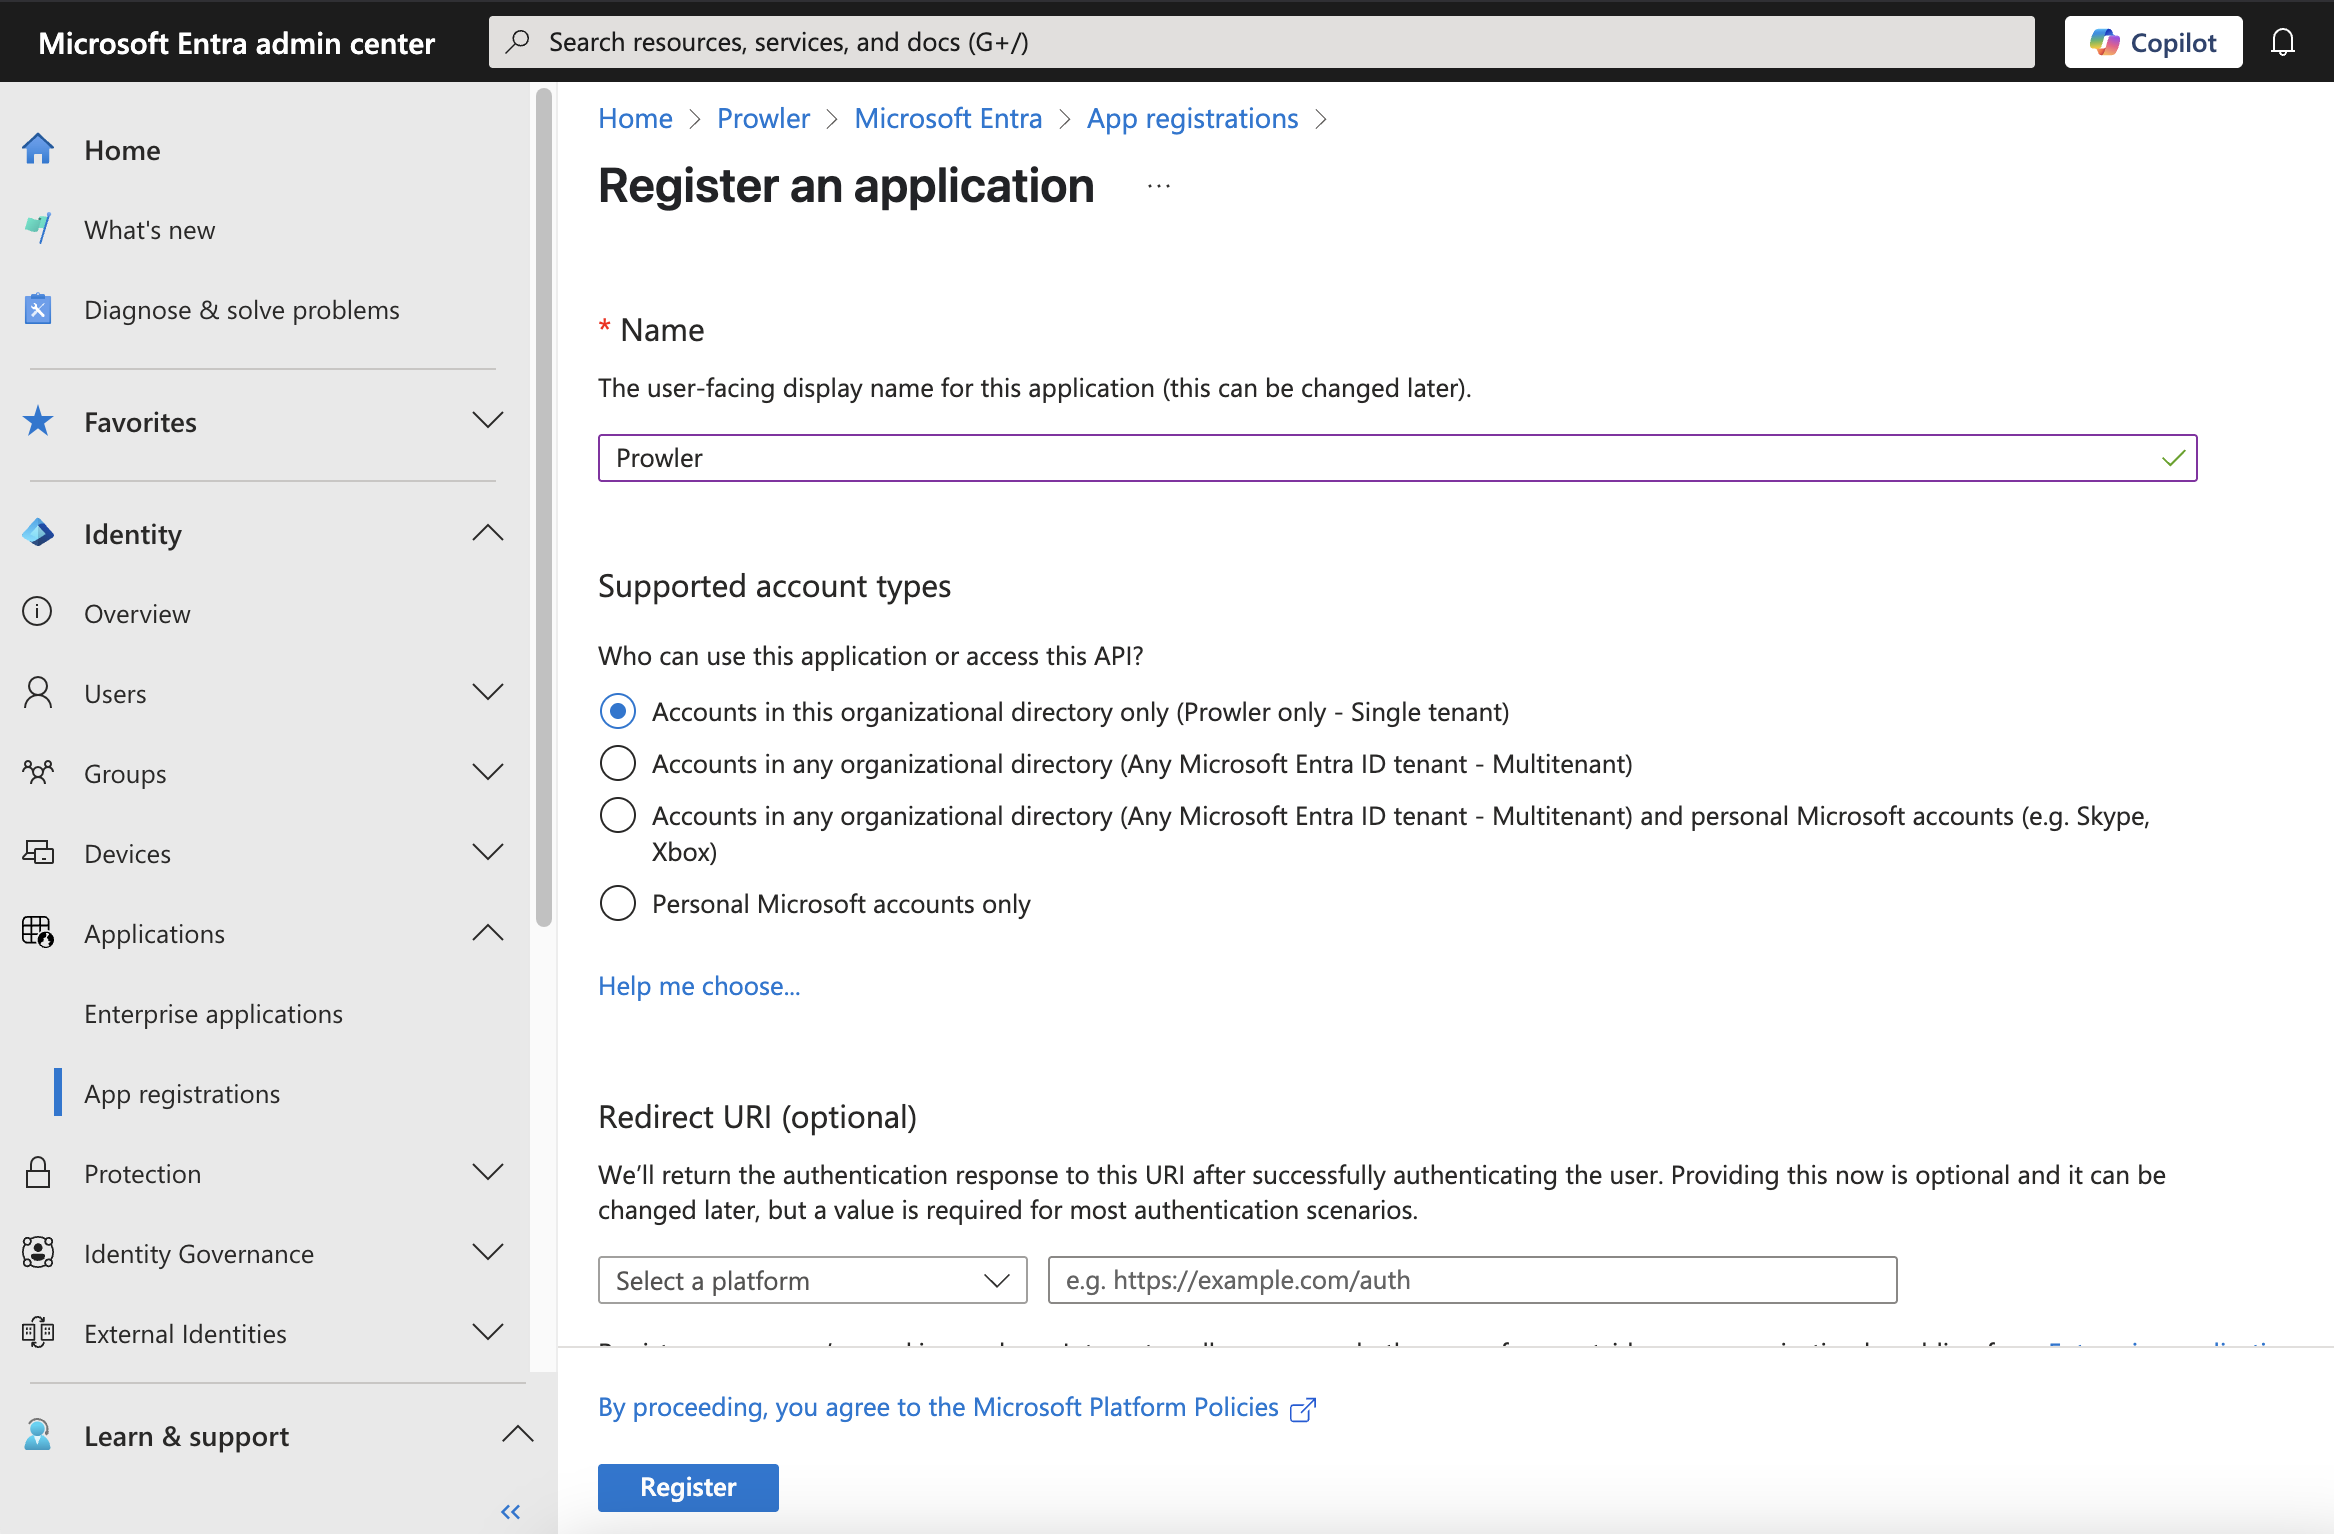 Microsoft Entra admin center
Search resources, services, and docs (G+/)
Copilot
Home
What's new
Diagnose & solve problems
Favorites
Identity
Overview
Users
Groups
Devices
Applications
Enterprise applications
App registrations
Protection
Identity Governance
External Identities
Learn & support
Home > Prowler > Microsoft Entra > App registrations >
Register an application ...
* Name
The user-facing display name for this application (this can be changed later).
Prowler
Supported account types
Who can use this application or access this API?
Accounts in this organizational directory only (Prowler only - Single tenant)
Accounts in any organizational directory (Any Microsoft Entra ID tenant - Multitenant)
Accounts in any organizational directory (Any Microsoft Entra ID tenant - Multitenant) and personal Microsoft accounts (e.g. Skype,
Xbox)
Personal Microsoft accounts only
Help me choose...
Redirect URI (optional)
We’ll return the authentication response to this URI after successfully authenticating the user. Providing this now is optional and it can be
changed later, but a value is required for most authentication scenarios.
Select a platform
e.g. https://example.com/auth
By proceeding, you agree to the Microsoft Platform Policies
Register